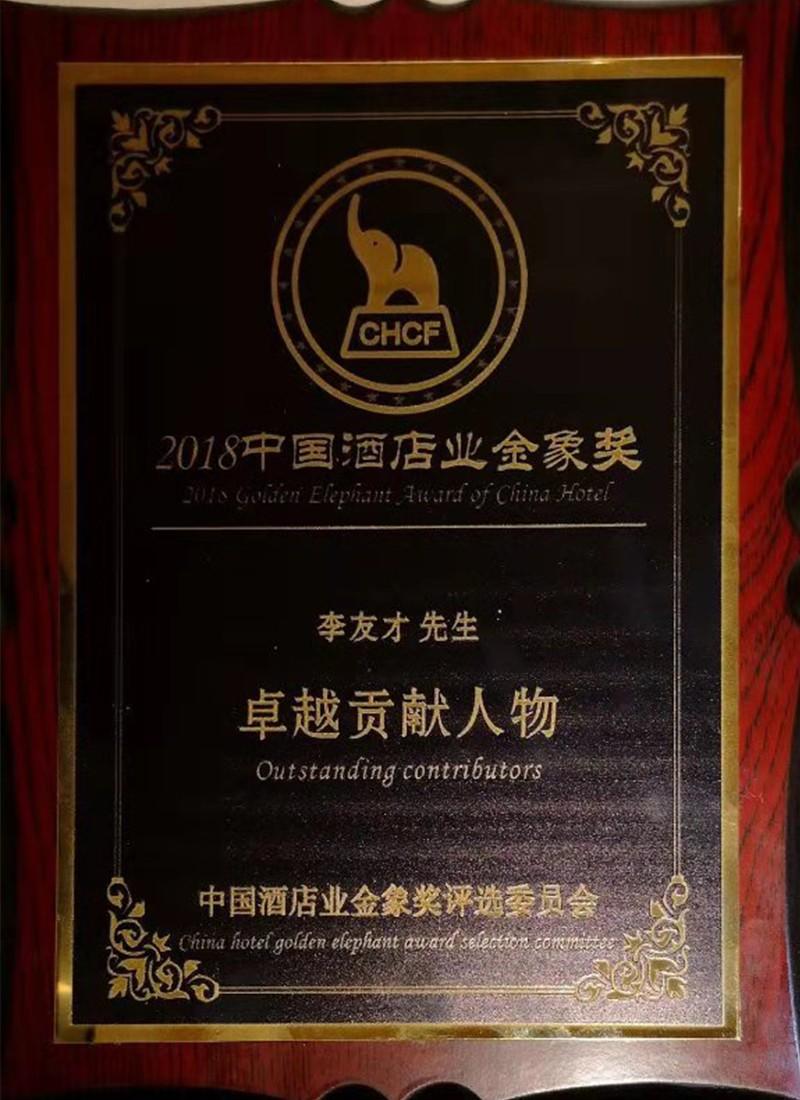 CHCF
2018中国酒店业金象奖
2018 Golden Elephant Award of China Hotel
李友才 先生
卓越贡献人物
Outstanding contributors
中国酒店业金象奖评选委员会
China hotel golden elephant award selection committee